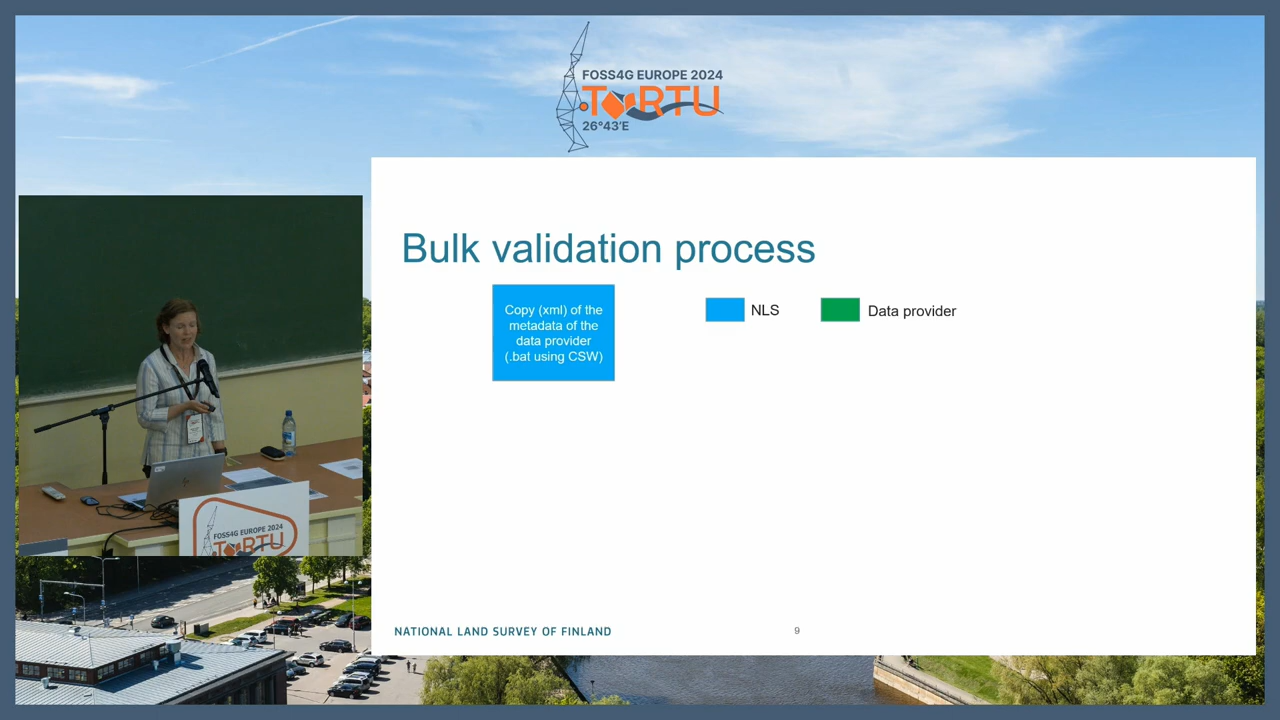 FOSS4G EUROPE 2024
TARTU
26°43'E
Bulk validation process
Copy (xml) of the
metadata of the
data provider
(.bat using CSW)
NLS
Data provider
FOSS4G EUROPE 2024
TARTU
NATIONAL LAND SURVEY OF FINLAND
9